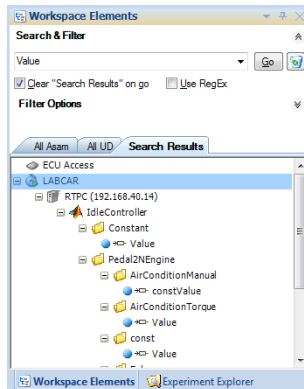 Workspace Elements
Search & Filter
Value
Go
Clear "Search Results" on go
Use RegEx
Filter Options
All Asam
All UD
Search Results
ECU Access
LABCAR
RTPC (192.168.40.14)
IdleController
Constant
Value
Pedal2NEngine
AirConditionManual
constValue
AirConditionTorque
Value
const
Value
Workspace Elements
Experiment Explorer